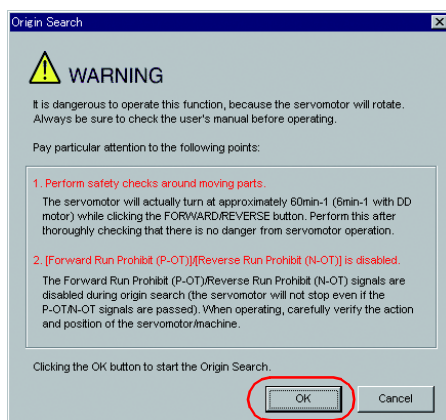 Origin Search
WARNING
It is dangerous to operate this function, because the servomotor will rotate.
Always be sure to check the user's manual before operating.
Pay particular attention to the following points:
1. Perform safety checks around moving parts.
The servomotor will actually turn at approximately 60min-1 (6min-1 with DD
motor) while clicking the FORWARD/REVERSE button. Perform this after
thoroughly checking that there is no danger from servomotor operation.
2. [Forward Run Prohibit (P-OT)]/[Reverse Run Prohibit (N-OT)] is disabled.
The Forward Run Prohibit (P-OT)/Reverse Run Prohibit (N-OT) signals are
disabled during origin search (the servomotor will not stop even if the
P-OT/N-OT signals are passed). When operating, carefully verify the action
and position of the servomotor/machine.
Clicking the OK button to start the Origin Search.
OK Cancel